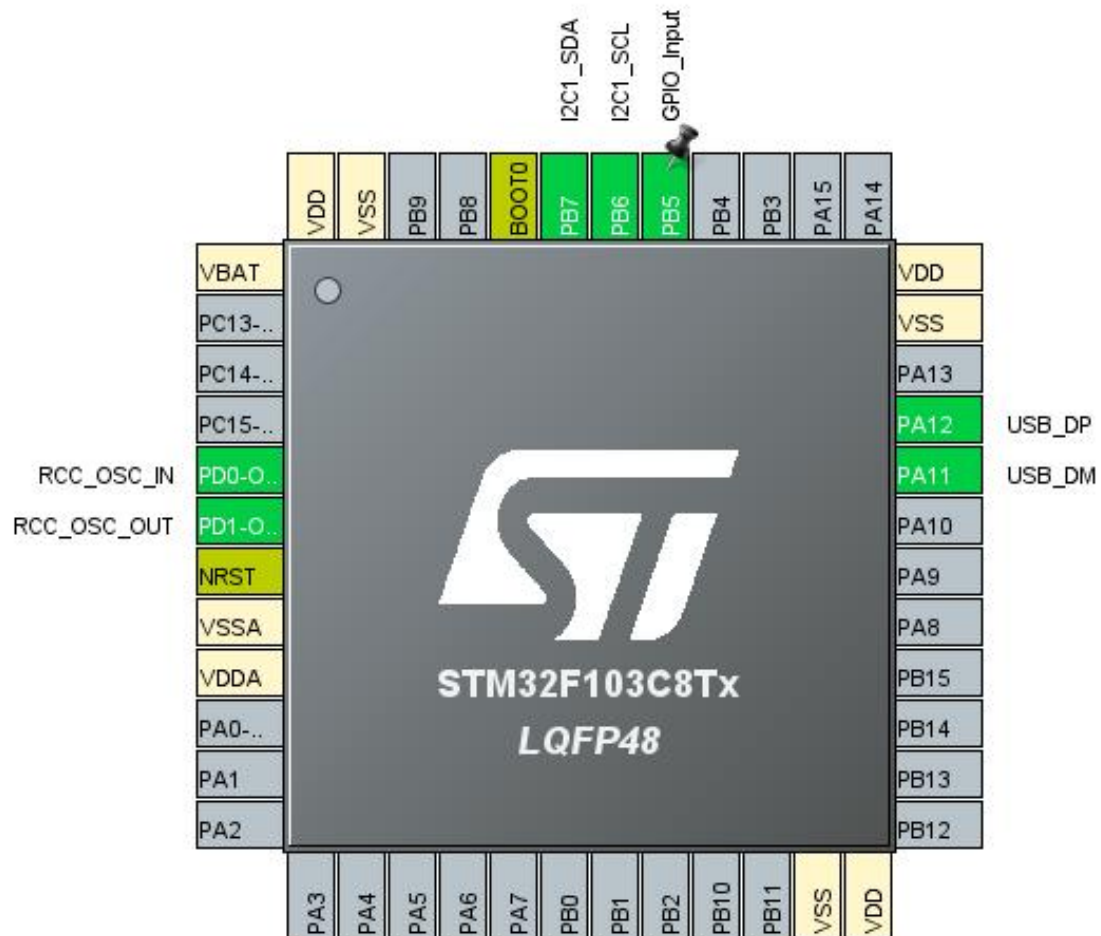 I2C1_SDA
I2C1_SCL
GPIO_Input
VDD
VSS
PB9
PB8
BOOT0
PB7
PB6
PB5
PB4
PB3
PA15
PA14
VBAT
VDD
PC13-..
VSS
PC14-..
PA13
PC15-..
PA12 USB_DP
RCC_OSC_IN PD0-O..
PA11 USB_DM
RCC_OSC_OUT PD1-O..
PA10
NRST
PA9
VSSA
PA8
VDDA
PB15
PA0-..
PB14
PA1
PB13
PA2
PB12
ST
STM32F103C8Tx
LQFP48
PA3
PA4
PA5
PA6
PA7
PB0
PB1
PB2
PB10
PB11
VSS
VDD